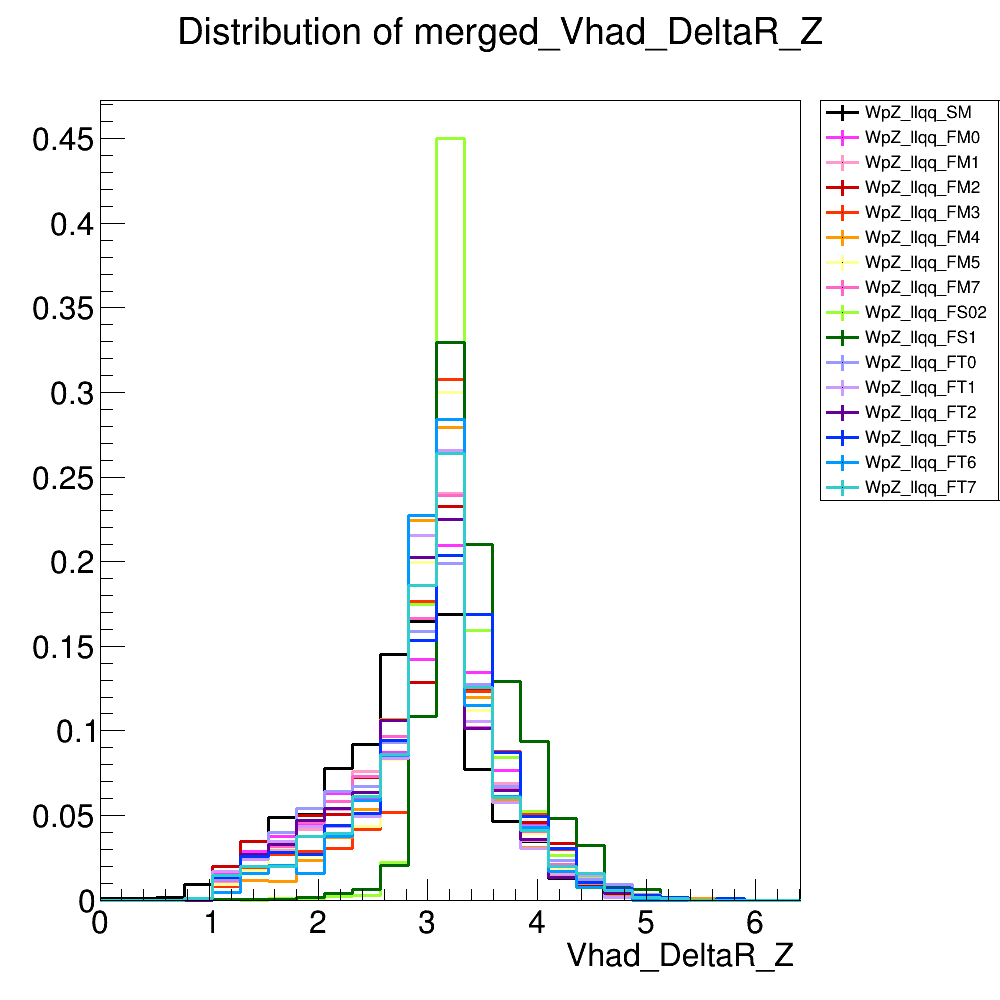 Distribution of merged_Vhad_DeltaR_Z
0.45
0.4
0.35
0.3
0.25
0.2
0.15
0.1
0.05
0
0 1 2 3 4 5 6
Vhad_DeltaR_Z
WpZ_llqq_SM
WpZ_llqq_FM0
WpZ_llqq_FM1
WpZ_llqq_FM2
WpZ_llqq_FM3
WpZ_llqq_FM4
WpZ_llqq_FM5
WpZ_llqq_FM7
WpZ_llqq_FS02
WpZ_llqq_FS1
WpZ_llqq_FT0
WpZ_llqq_FT1
WpZ_llqq_FT2
WpZ_llqq_FT5
WpZ_llqq_FT6
WpZ_llqq_FT7